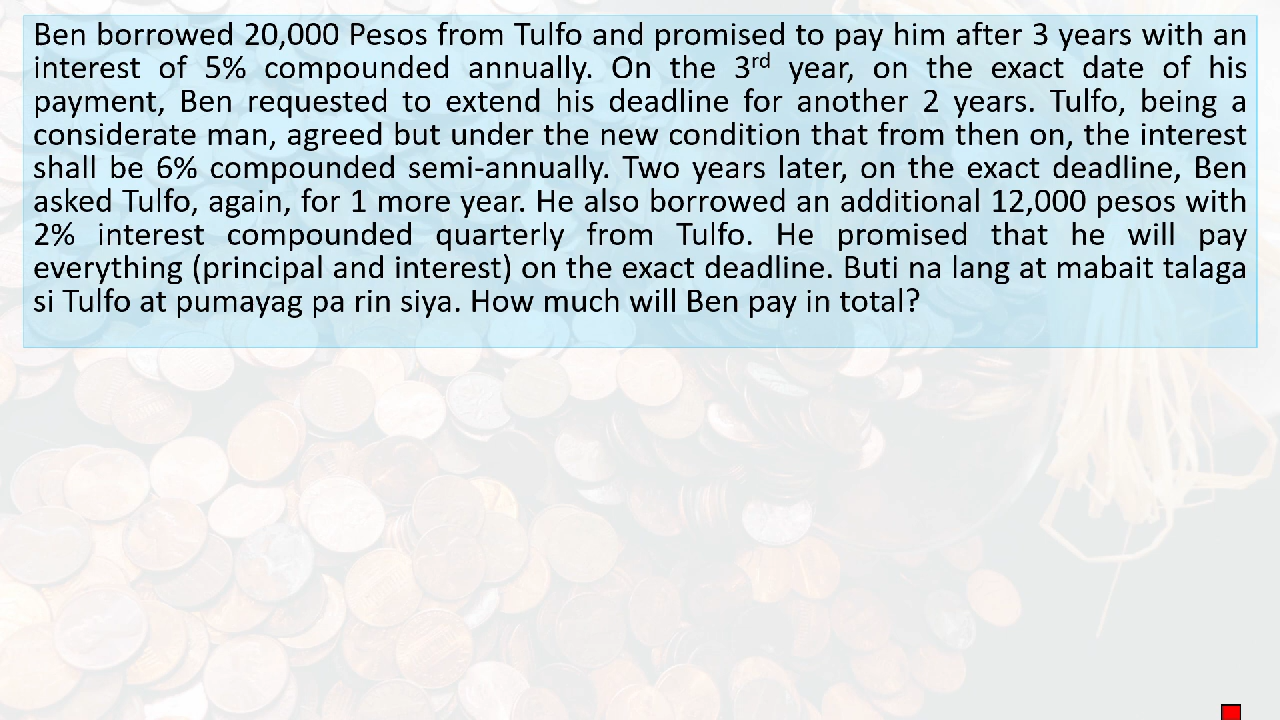 Ben borrowed 20,000 Pesos from Tulfo and promised to pay him after 3 years with an
interest of 5% compounded annually. On the 3rd year, on the exact date of his
payment, Ben requested to extend his deadline for another 2 years. Tulfo, being a
considerate man, agreed but under the new condition that from then on, the interest
shall be 6% compounded semi-annually. Two years later, on the exact deadline, Ben
asked Tulfo, again, for 1 more year. He also borrowed an additional 12,000 pesos with
2% interest compounded quarterly from Tulfo. He promised that he will pay
everything (principal and interest) on the exact deadline. Buti na lang at mabait talaga
si Tulfo at pumayag pa rin siya. How much will Ben pay in total?